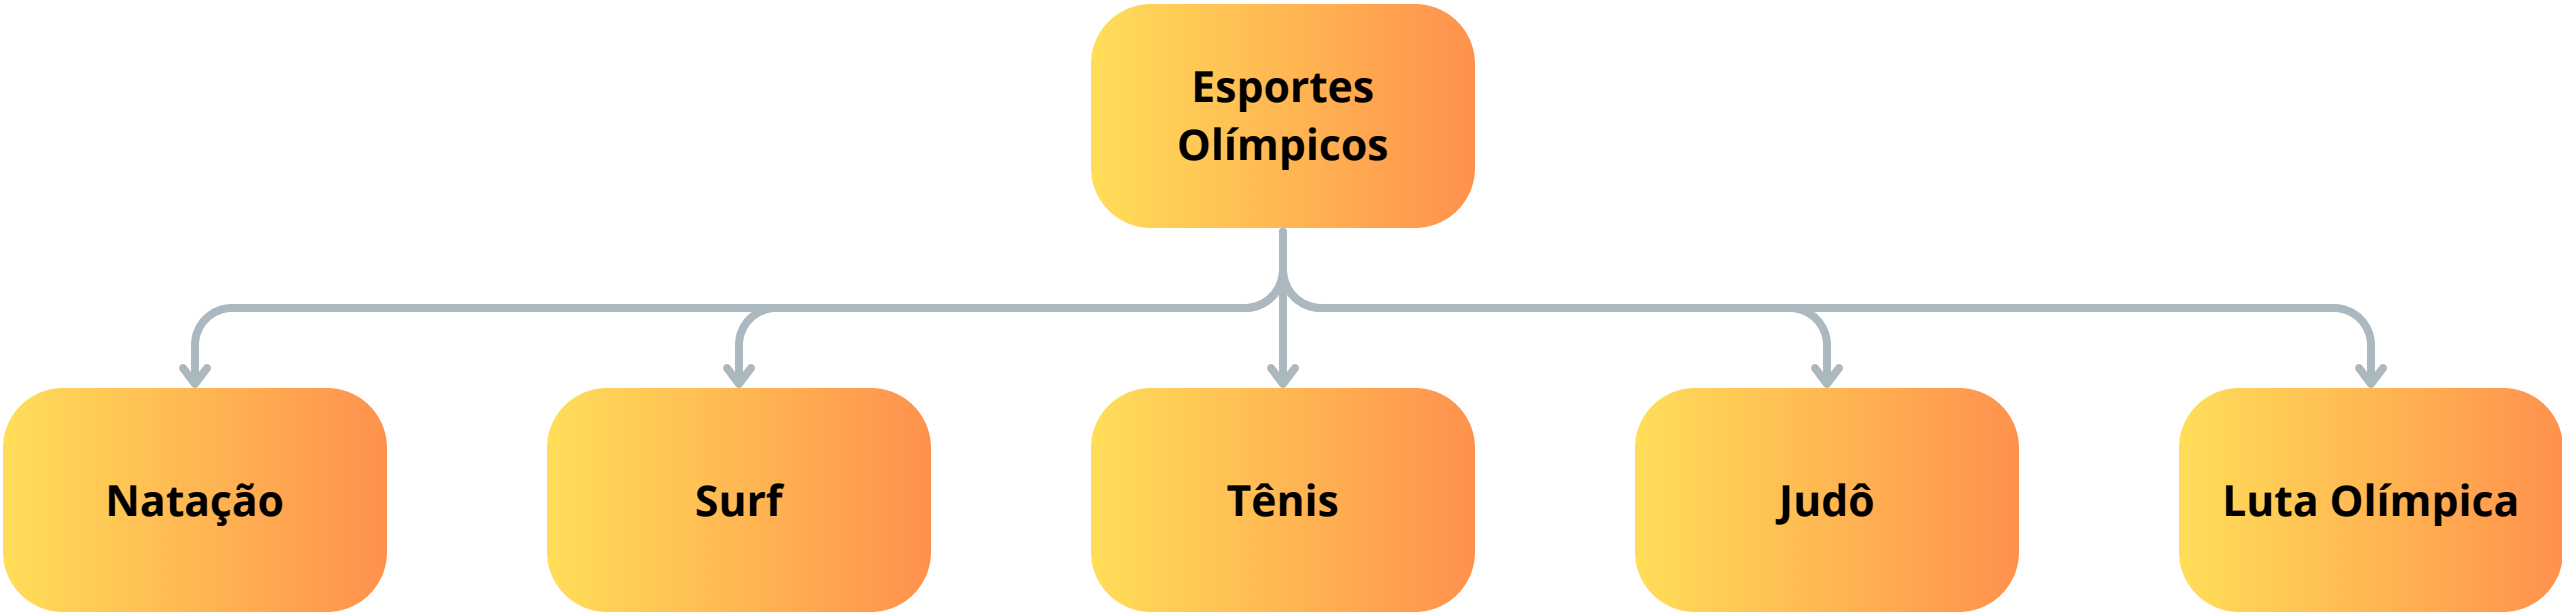 Esportes
Olímpicos
Natação
Surf
Tênis
Judô
Luta Olímpica